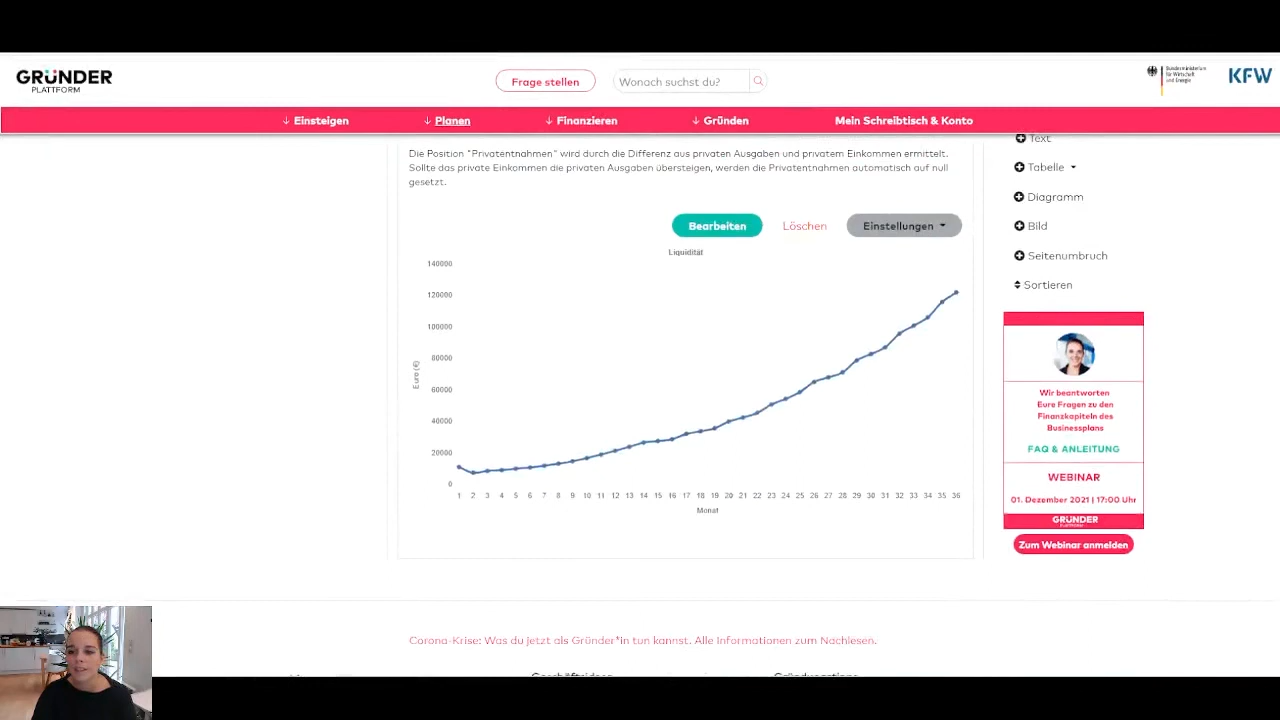 GRÜNDER
PLATTFORM
Frage stellen
Wonach suchst du?
Bundesministerium
für Wirtschaft
und Energie
KFW
↓ Einsteigen
↓ Planen
↓ Finanzieren
↓ Gründen
Mein Schreibtisch & Konto
Die Position "Privatentnahmen" wird durch die Differenz aus privaten Ausgaben und privatem Einkommen ermittelt.
Sollte das private Einkommen die privaten Ausgaben übersteigen, werden die Privatentnahmen automatisch auf null
gesetzt.
Bearbeiten
Löschen
Einstellungen
Liquidität
140000
120000
100000
80000
60000
40000
20000
0
Euro (€)
1 2 3 4 5 6 7 8 9 10 11 12 13 14 15 16 17 18 19 20 21 22 23 24 25 26 27 28 29 30 31 32 33 34 35 36
Monat
Text
Tabelle
Diagramm
Bild
Seitenumbruch
Sortieren
Wir beantworten
Eure Fragen zu den
Finanzkapiteln des
Businessplans
FAQ & ANLEITUNG
WEBINAR
01. Dezember 2021 | 17:00 Uhr
GRÜNDER
PLATTFORM
Zum Webinar anmelden
Corona-Krise: Was du jetzt als Gründer*in tun kannst. Alle Informationen zum Nachlesen.